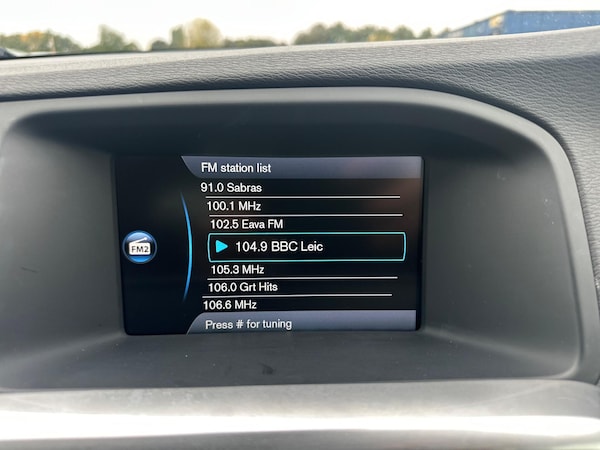 FM station list
91.0 Sabras
100.1 MHz
102.5 Eava FM
104.9 BBC Leic
FM2
105.3 MHz
106.0 Grt Hits
106.6 MHz
Press # for tuning